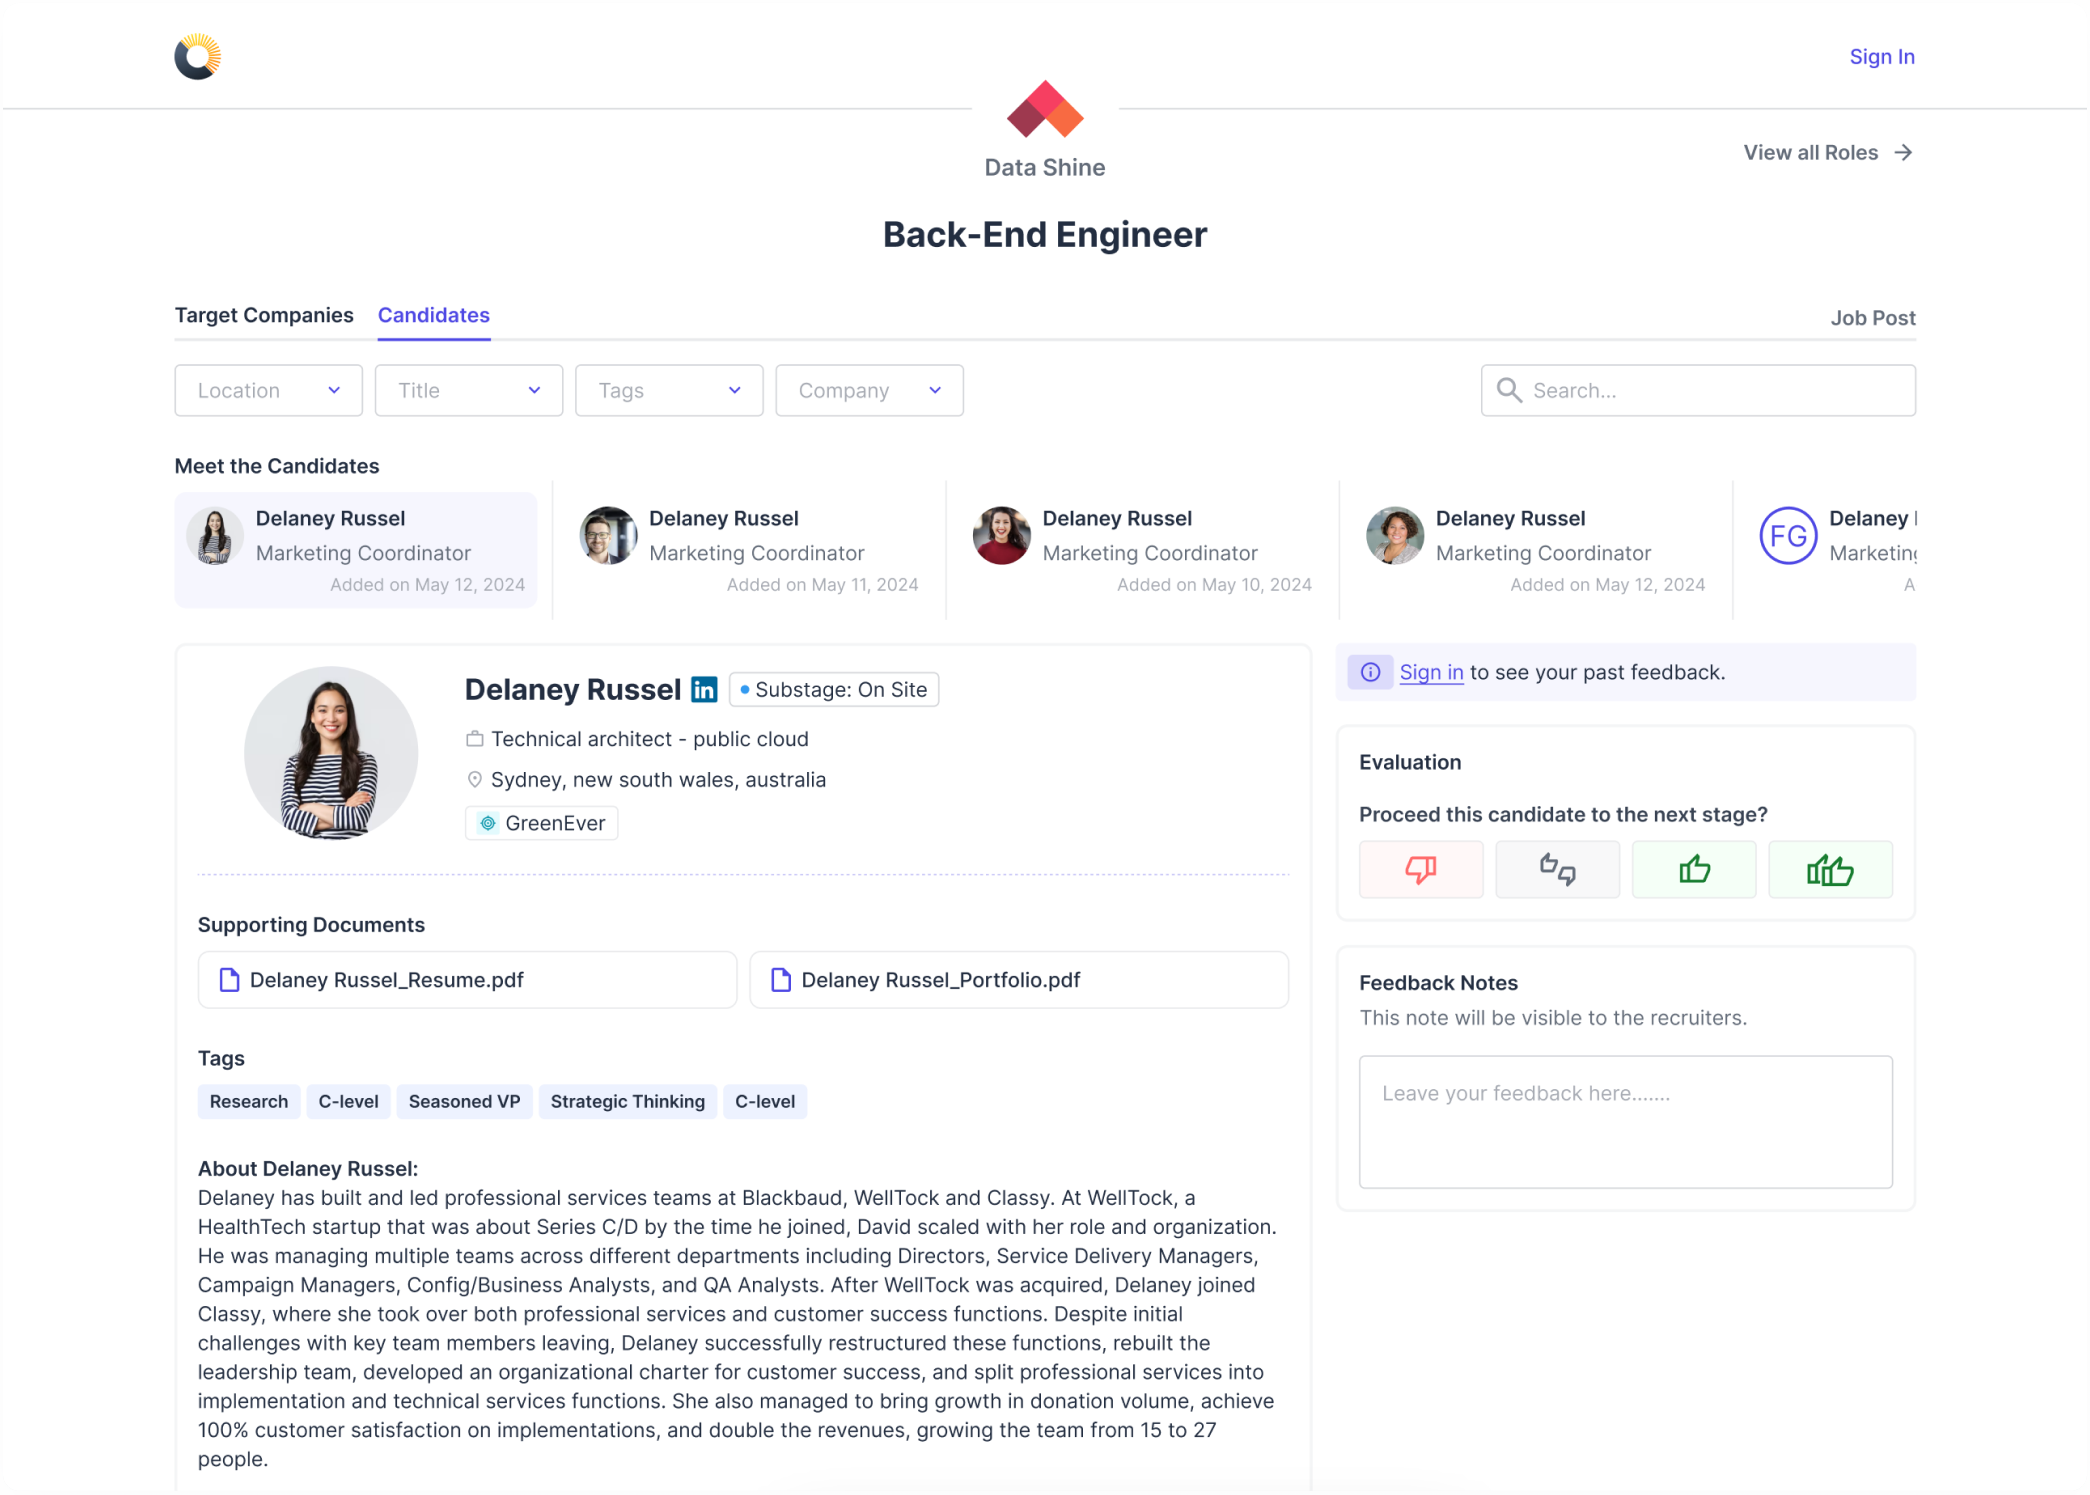 Sign In
Data Shine
View all Roles
Back-End Engineer
Target Companies
Candidates
Job Post
Location
Title
Tags
Company
Search...
Meet the Candidates
Delaney Russel
Marketing Coordinator
Added on May 12, 2024
Delaney Russel
Marketing Coordinator
Added on May 11, 2024
Delaney Russel
Marketing Coordinator
Added on May 10, 2024
Delaney Russel
Marketing Coordinator
Added on May 12, 2024
FG
Delaney
Marketing
A
Delaney Russel
in
Substage: On Site
Technical architect - public cloud
Sydney, new south wales, australia
GreenEver
Supporting Documents
Delaney Russel_Resume.pdf
Delaney Russel_Portfolio.pdf
Tags
Research
C-level
Seasoned VP
Strategic Thinking
C-level
About Delaney Russel:
Delaney has built and led professional services teams at Blackbaud, WellTock and Classy. At WellTock, a
HealthTech startup that was about Series C/D by the time he joined, David scaled with her role and organization.
He was managing multiple teams across different departments including Directors, Service Delivery Managers,
Campaign Managers, Config/Business Analysts, and QA Analysts. After WellTock was acquired, Delaney joined
Classy, where she took over both professional services and customer success functions. Despite initial
challenges with key team members leaving, Delaney successfully restructured these functions, rebuilt the
leadership team, developed an organizational charter for customer success, and split professional services into
implementation and technical services functions. She also managed to bring growth in donation volume, achieve
100% customer satisfaction on implementations, and double the revenues, growing the team from 15 to 27
people.
Sign in to see your past feedback.
Evaluation
Proceed this candidate to the next stage?
Feedback Notes
This note will be visible to the recruiters.
Leave your feedback here.......